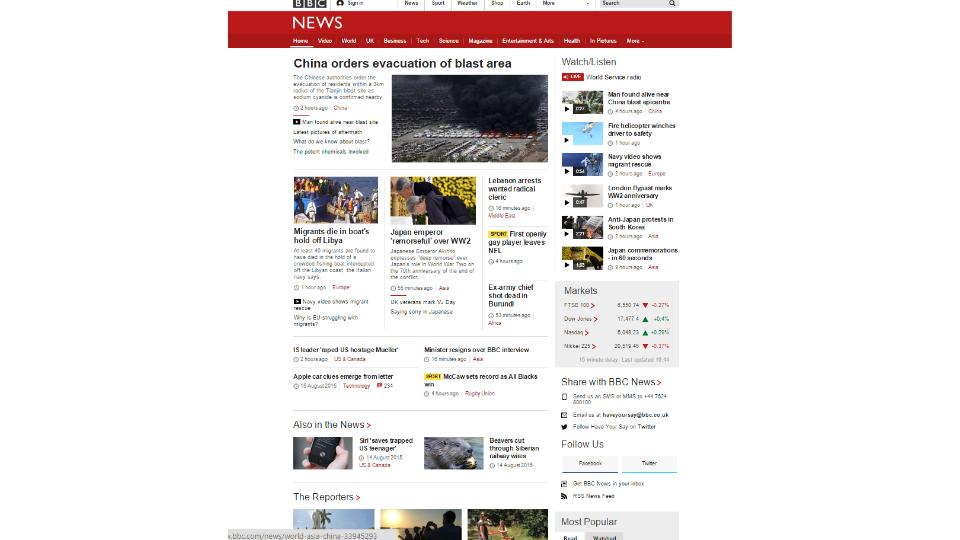 BBC
Sign in
News
Sport
Weather
Shop
Earth
More
Search
NEWS
Home
Video
World
UK
Business
Tech
Science
Magazine
Entertainment & Arts
Health
In Pictures
More
China orders evacuation of blast area
The Chinese authorities order the
evacuation of residents within a 3km
radius of the Tianjin blast site as
sodium cyanide is confirmed nearby.
2 hours ago China
Man found alive near blast site
Latest pictures of aftermath
What do we know about blast?
The potent chemicals involved
Migrants die in boat's
hold off Libya
At least 40 migrants are found to
have died in the hold of a
crowded fishing boat intercepted
off the Libyan coast, the Italian
navy says.
1 hour ago Europe
Navy video shows migrant
rescue
Why is EU struggling with
migrants?
Japan emperor
'remorseful' over WW2
Japanese Emperor Akihito
expresses "deep remorse" over
Japan's role in World War Two on
the 70th anniversary of the end of
the conflict.
55 minutes ago Asia
UK veterans mark VJ Day
Saying sorry in Japanese
Lebanon arrests
wanted radical
cleric
16 minutes ago
Middle East
SPORT First openly
gay player leaves
NFL
4 hours ago
Ex-army chief
shot dead in
Burundi
53 minutes ago
Africa
IS leader 'raped US hostage Mueller'
2 hours ago US & Canada
Minister resigns over BBC interview
16 minutes ago Asia
Apple car clues emerge from letter
15 August 2015 Technology 234
SPORT McCaw sets record as All Blacks
win
4 hours ago Rugby Union
Also in the News
Siri 'saves trapped
US teenager'
14 August 2015
US & Canada
Beavers cut
through Siberian
railway wires
14 August 2015
The Reporters
Watch/Listen
LIVE World Service radio
0:27
Man found alive near
China blast epicentre
4 hours ago China
Fire helicopter winches
driver to safety
1 hour ago
0:54
Navy video shows
migrant rescue
2 hours ago Europe
0:47
London flypast marks
WW2 anniversary
1 hour ago UK
2:21
Anti-Japan protests in
South Korea
2 hours ago Asia
1:03
Japan commemorations
- in 60 seconds
9 hours ago Asia
Markets
FTSE 100 6,550.74 -0.27%
Dow Jones 17,477.4 +0.4%
Nasdaq 5,048.23 +0.29%
Nikkei 225 20,519.45 -0.37%
15 minute delay Last updated 16:44
Share with BBC News
Send us an SMS or MMS to +44 7624
800100
Email us at haveyoursay@bbc.co.uk
Follow Have Your Say on Twitter
Follow Us
Facebook
Twitter
Get BBC News in your inbox
RSS News Feed
Most Popular
Read
Watched
.bbc.com/news/world-asia-china-33945293